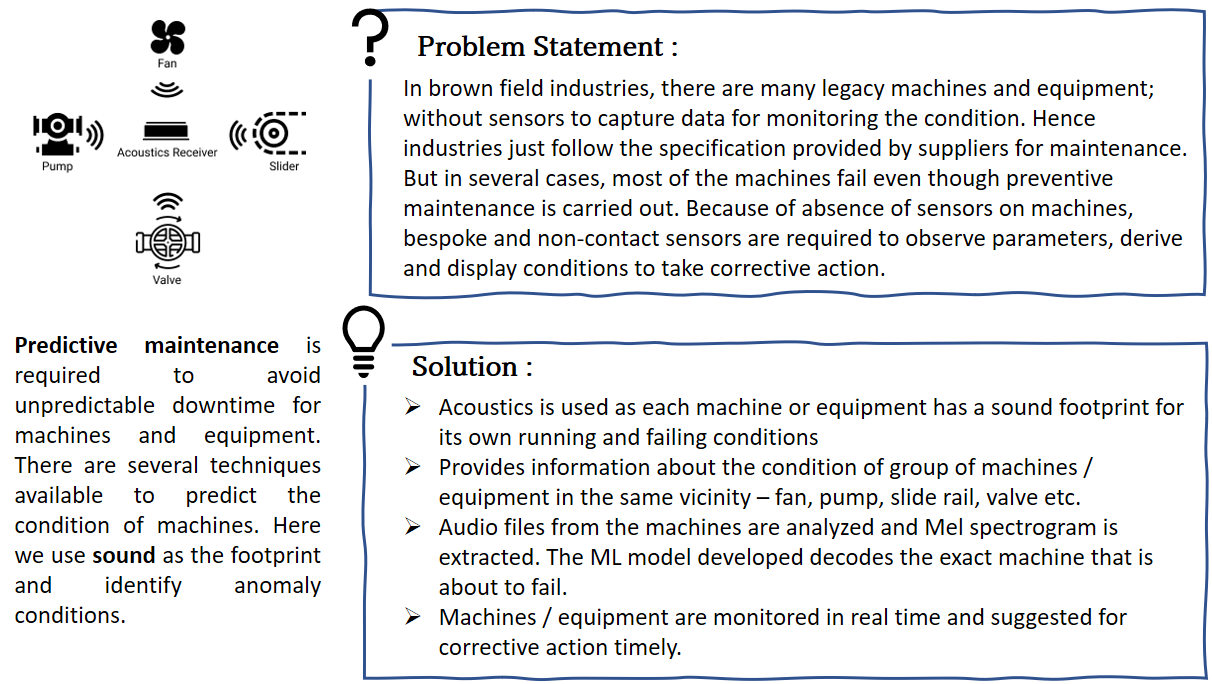 Fan
Pump
Acoustics Receiver
Slider
Valve
Predictive maintenance is
required to avoid
unpredictable downtime for
machines and equipment.
There are several techniques
available to predict the
condition of machines. Here
we use sound as the footprint
and identify anomaly
conditions.
?
Problem Statement :
In brown field industries, there are many legacy machines and equipment;
without sensors to capture data for monitoring the condition. Hence
industries just follow the specification provided by suppliers for maintenance.
But in several cases, most of the machines fail even though preventive
maintenance is carried out. Because of absence of sensors on machines,
bespoke and non-contact sensors are required to observe parameters, derive
and display conditions to take corrective action.
Solution :
➢ Acoustics is used as each machine or equipment has a sound footprint for
its own running and failing conditions
➢ Provides information about the condition of group of machines /
equipment in the same vicinity – fan, pump, slide rail, valve etc.
➢ Audio files from the machines are analyzed and Mel spectrogram is
extracted. The ML model developed decodes the exact machine that is
about to fail.
➢ Machines / equipment are monitored in real time and suggested for
corrective action timely.